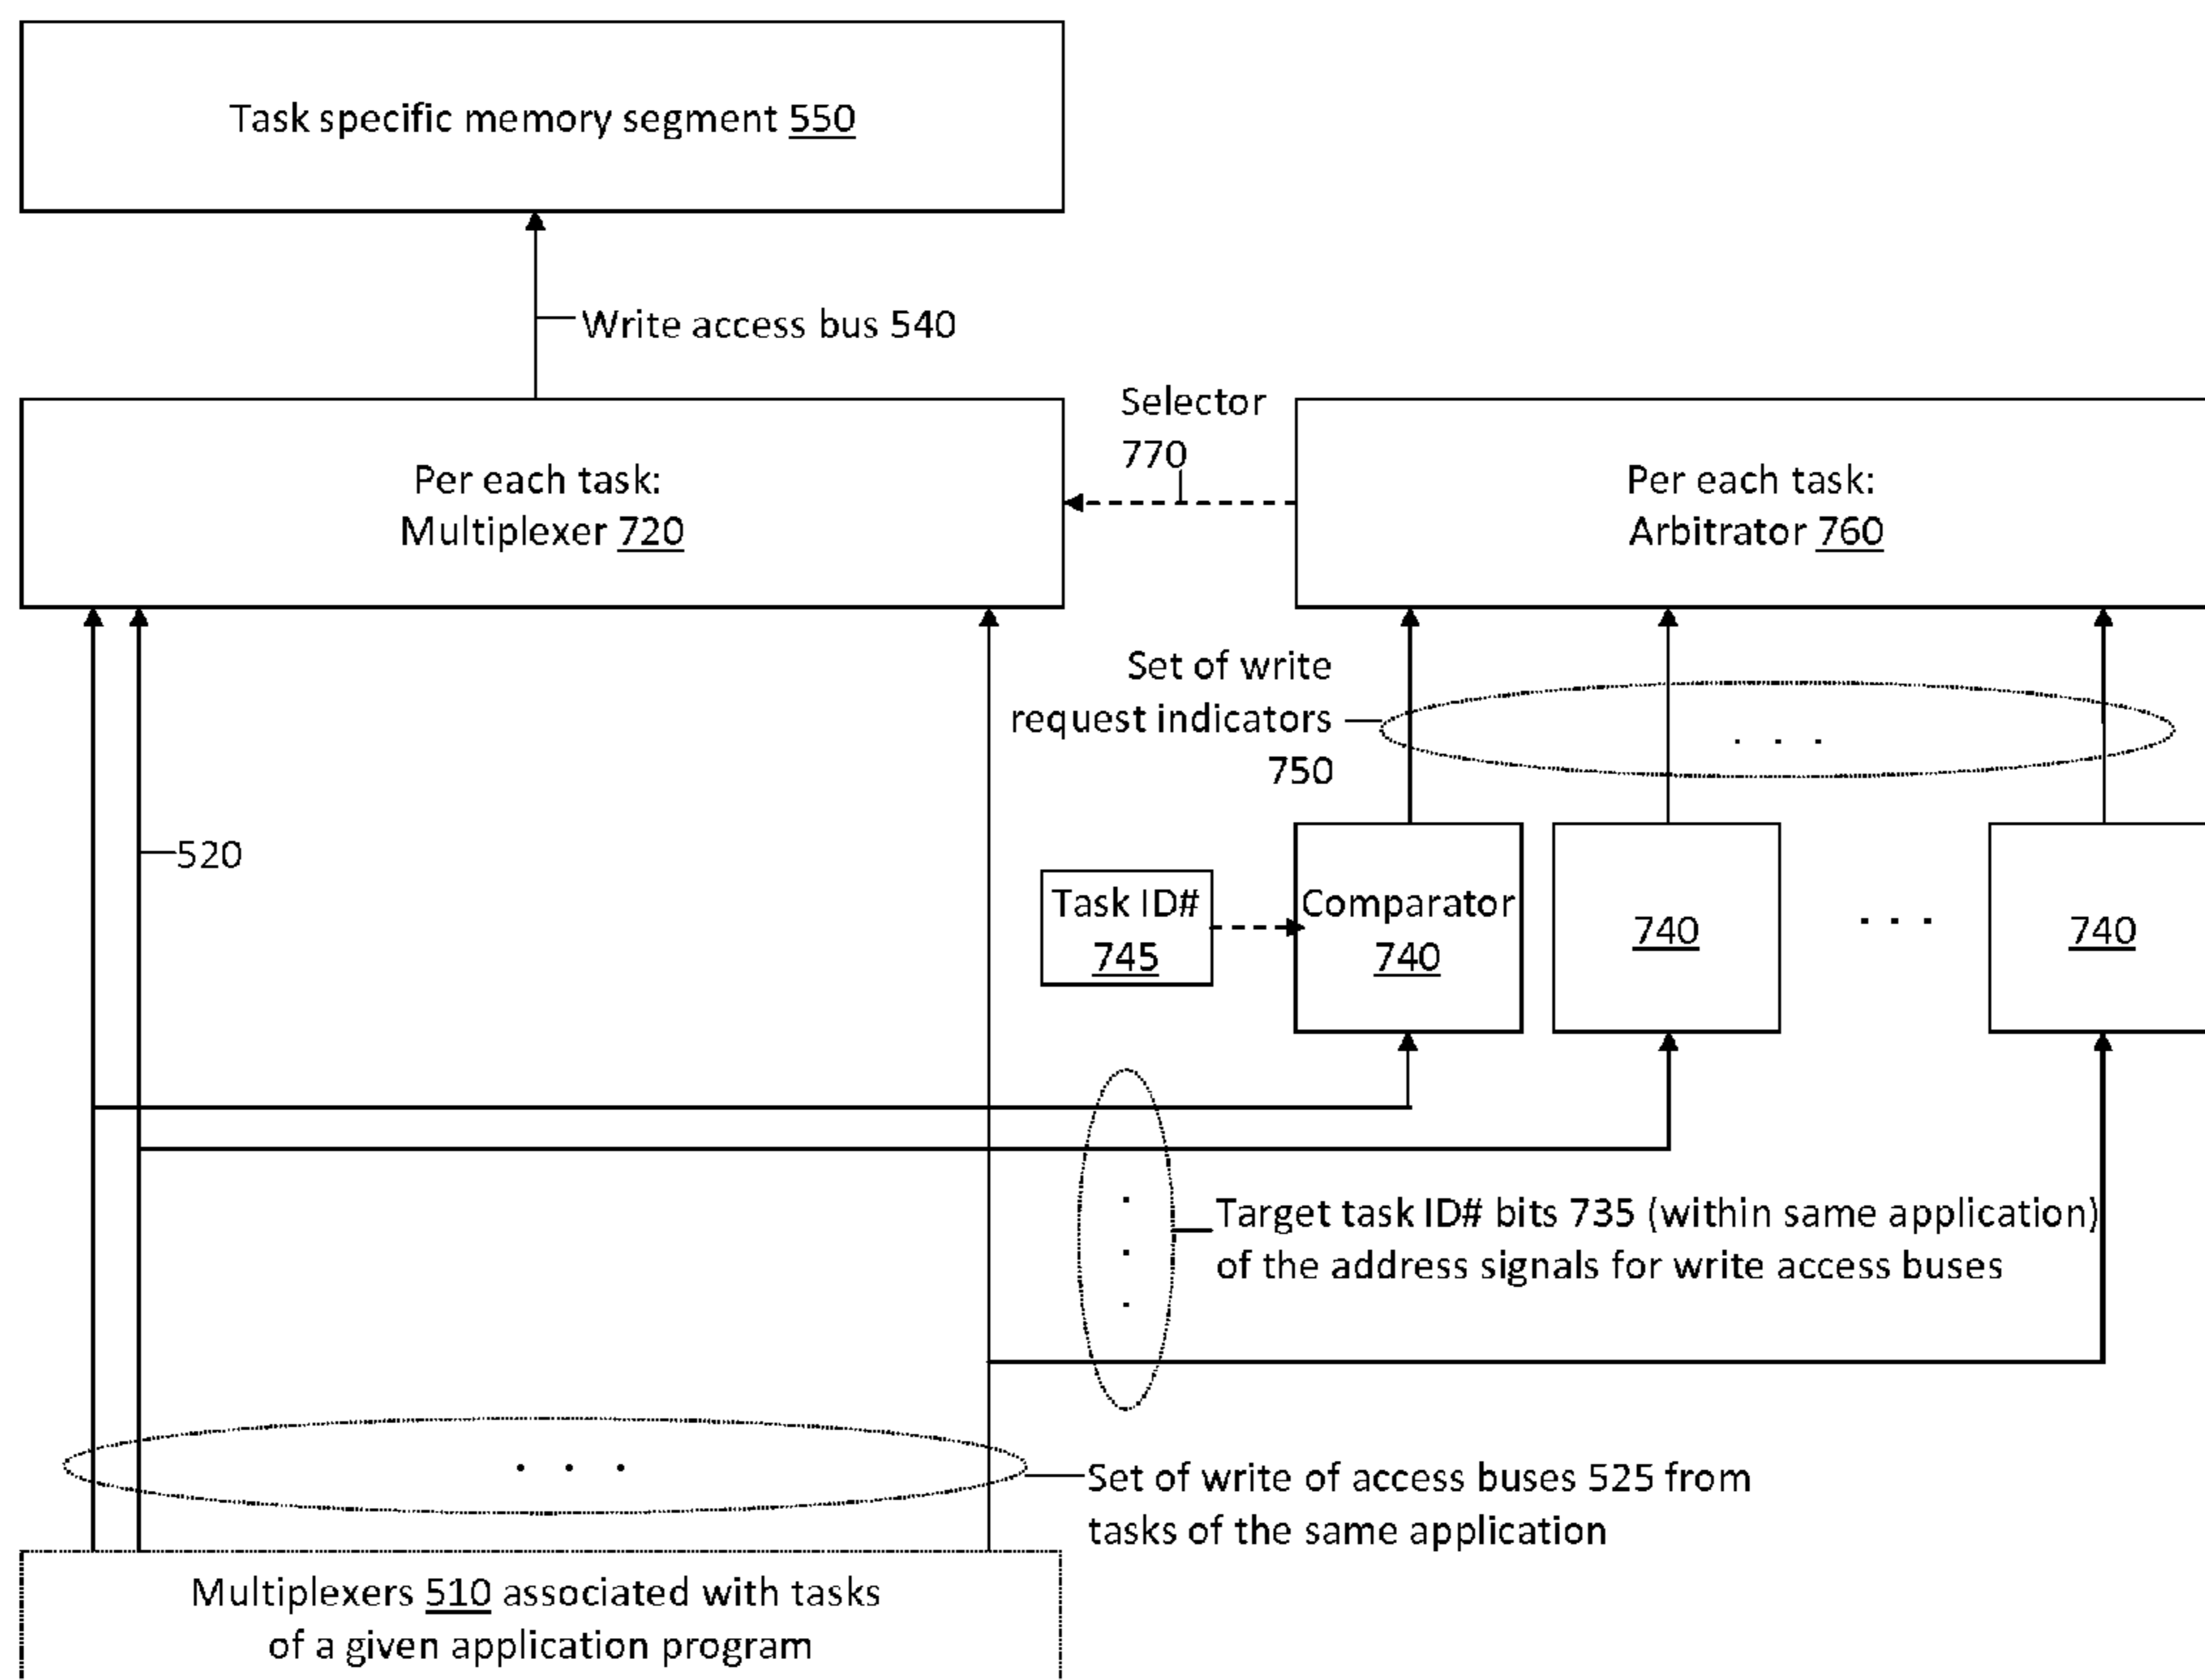 Task specific memory segment 550
Write access bus 540
Selector
770
Per each task:
Multiplexer 720
Per each task:
Arbitrator 760
Set of write
request indicators
750
. . .
520
Task ID#
745
Comparator
740
740
. . .
740
Target task ID# bits 735 (within same application)
of the address signals for write access buses
. . .
Set of write of access buses 525 from
tasks of the same application
Multiplexers 510 associated with tasks
of a given application program